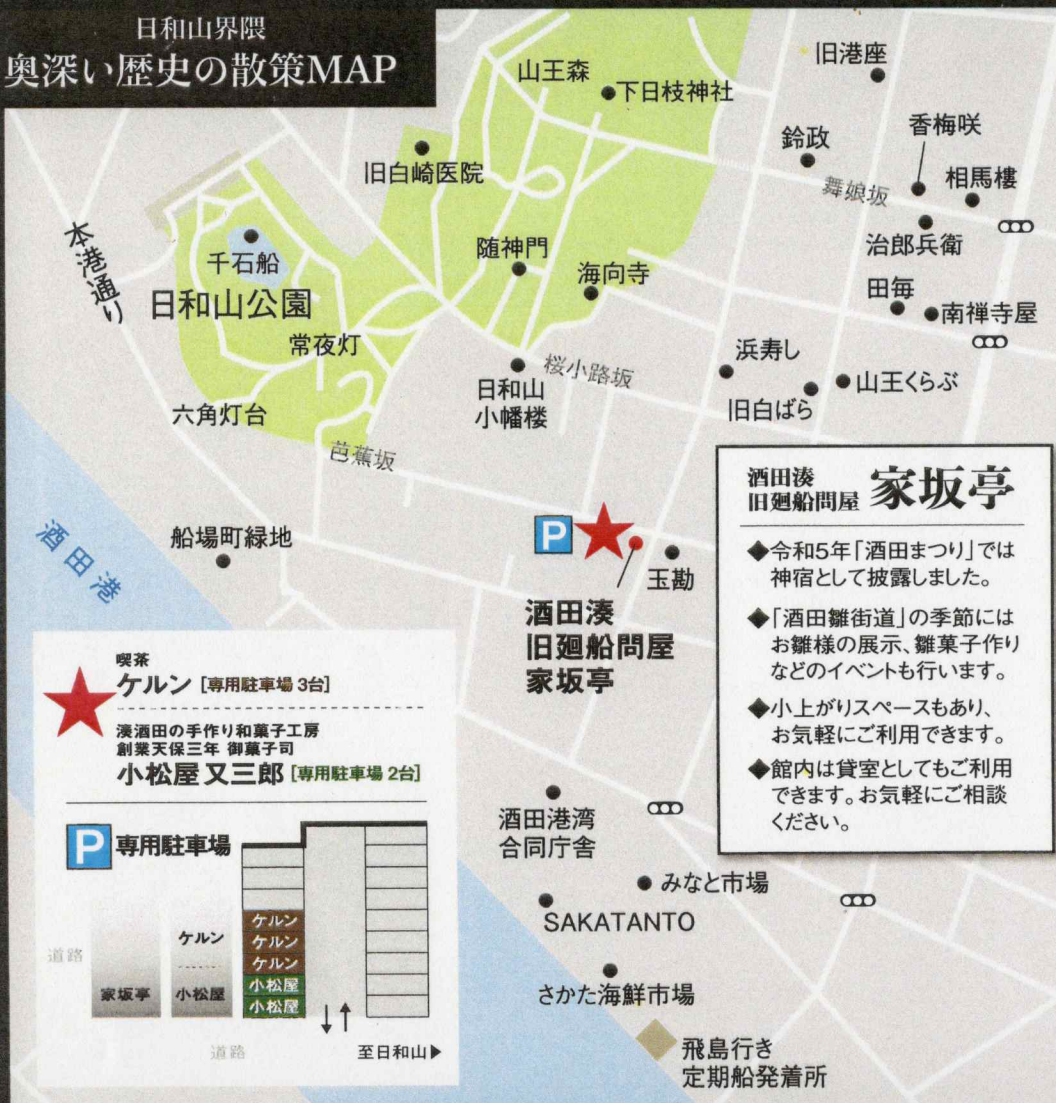 日和山界隈
奥深い歴史の散策MAP
旧港座
山王森
下日枝神社
鈴政
香梅咲
相馬樓
舞娘坂
旧白崎医院
治郎兵衛
本港通り
千石船
随神門
海向寺
日和山公園
田毎
南禅寺屋
常夜灯
浜寿し
桜小路坂
日和山
小幡楼
山王くらぶ
旧白ばら
六角灯台
芭蕉坂
酒田港
船場町緑地
P
玉勘
酒田湊
旧廻船問屋
家坂亭
酒田湊
旧廻船問屋 家坂亭
◆令和5年「酒田まつり」では
神宿として披露しました。
◆「酒田雛街道」の季節には
お雛様の展示、雛菓子作り
などのイベントも行います。
◆小上がりスペースもあり、
お気軽にご利用できます。
◆館内は貸室としてもご利用
できます。お気軽にご相談
ください。
喫茶
ケルン [専用駐車場 3台]
湊酒田の手作り和菓子工房
創業天保三年 御菓子司
小松屋 又三郎 [専用駐車場 2台]
P 専用駐車場
道路
家坂亭
ケルン
小松屋
ケルン
ケルン
ケルン
小松屋
小松屋
道路
至日和山▶
酒田港湾
合同庁舎
みなと市場
SAKATANTO
さかた海鮮市場
飛島行き
定期船発着所